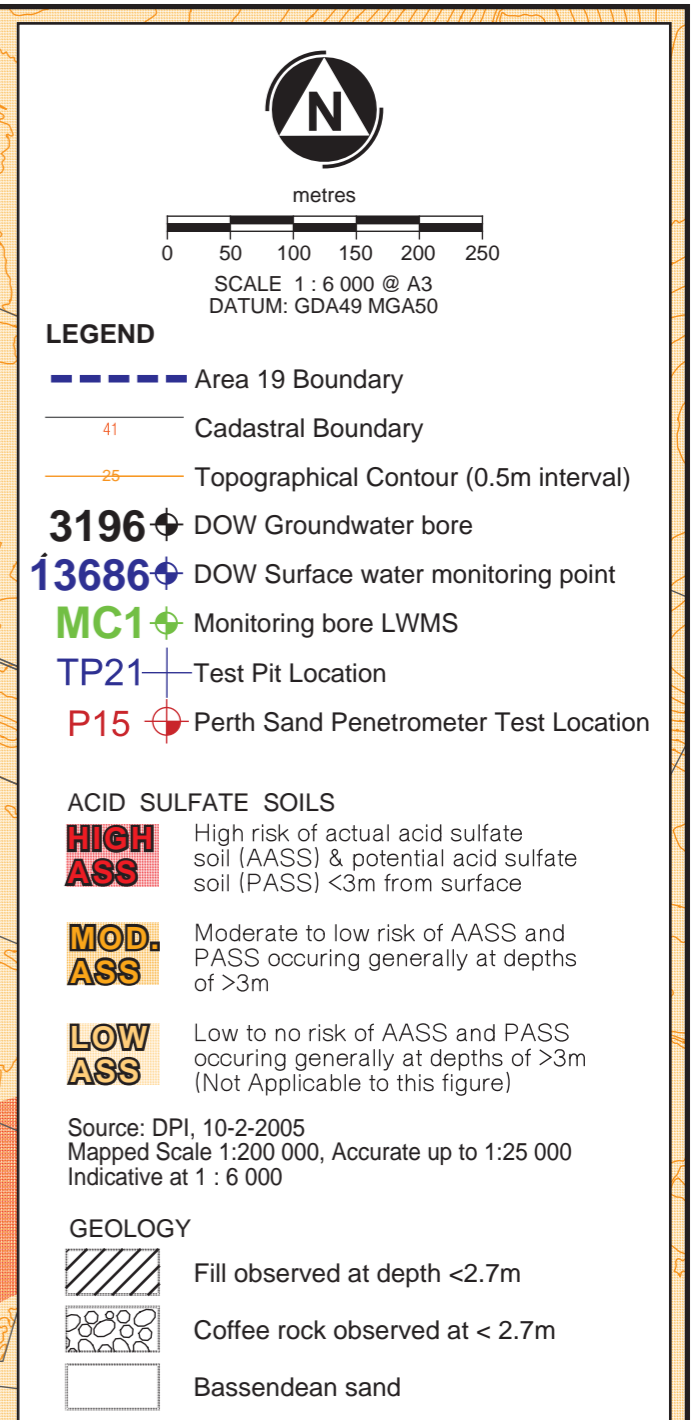 N
metres
0 50 100 150 200 250
SCALE 1 : 6 000 @ A3
DATUM: GDA49 MGA50
LEGEND
Area 19 Boundary
41 Cadastral Boundary
25 Topographical Contour (0.5m interval)
3196 DOW Groundwater bore
13686 DOW Surface water monitoring point
MC1 Monitoring bore LWMS
TP21 Test Pit Location
P15 Perth Sand Penetrometer Test Location
ACID SULFATE SOILS
HIGH ASS
High risk of actual acid sulfate
soil (AASS) & potential acid sulfate
soil (PASS) <3m from surface
MOD. ASS
Moderate to low risk of AASS and
PASS occuring generally at depths
of >3m
LOW ASS
Low to no risk of AASS and PASS
occuring generally at depths of >3m
(Not Applicable to this figure)
Source: DPI, 10-2-2005
Mapped Scale 1:200 000, Accurate up to 1:25 000
Indicative at 1 : 6 000
GEOLOGY
Fill observed at depth <2.7m
Coffee rock observed at < 2.7m
Bassendean sand